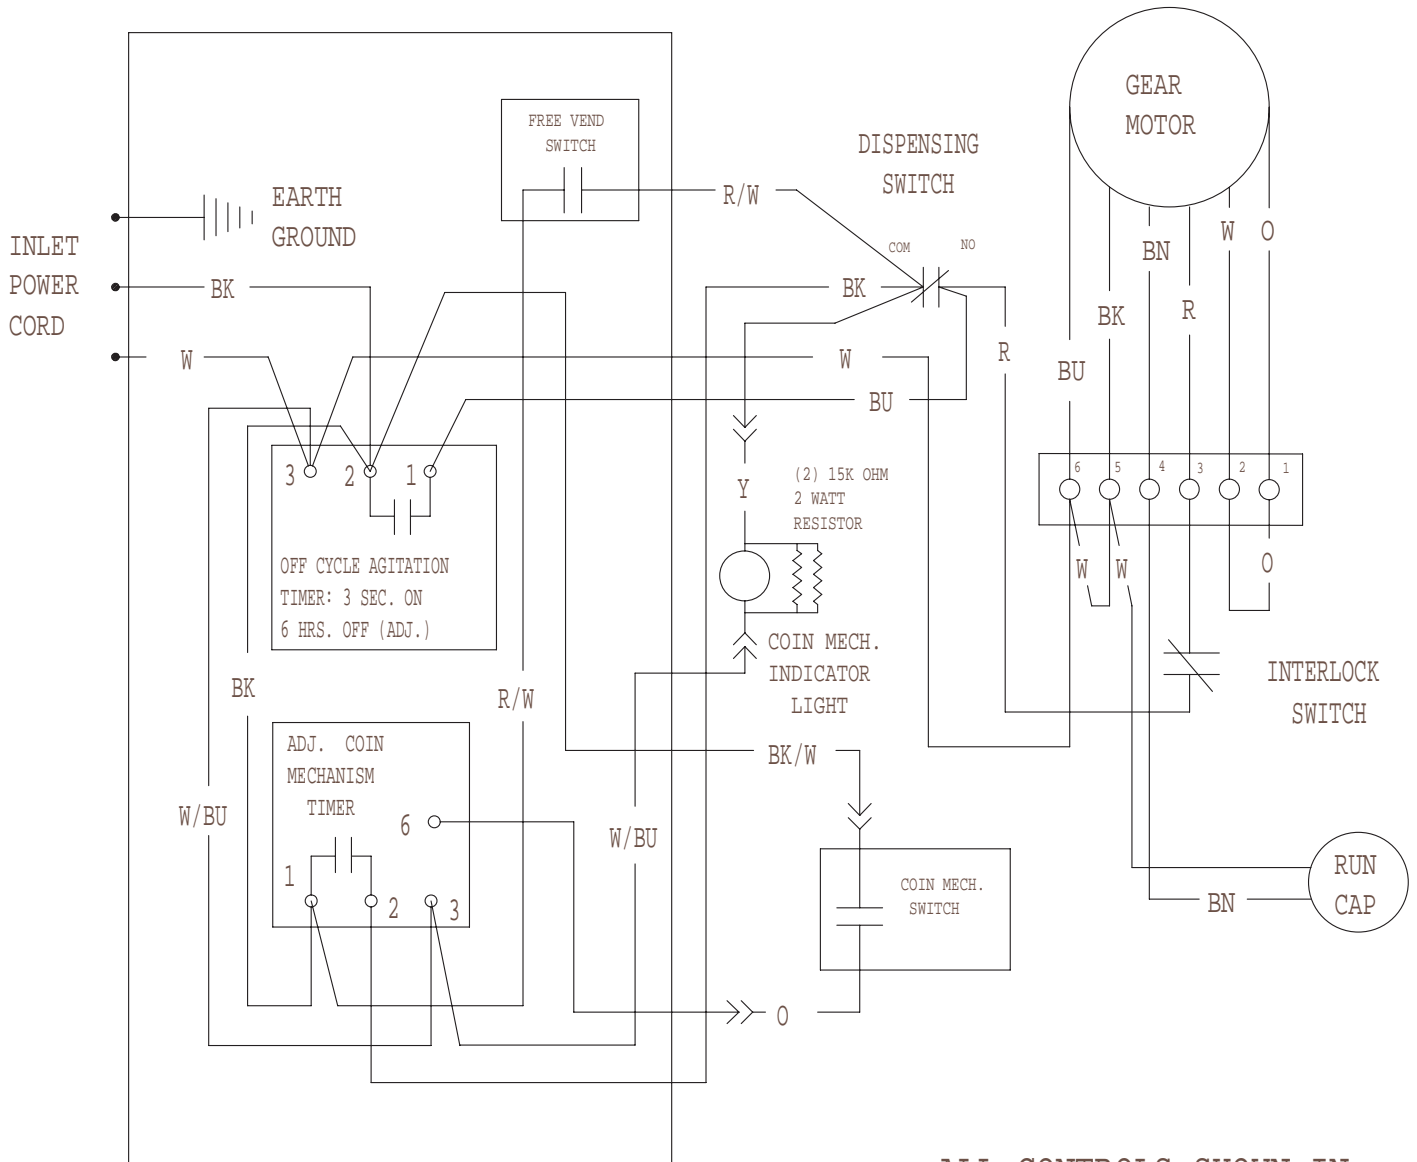 GEAR
MOTOR
FREE VEND
SWITCH
DISPENSING
SWITCH
R/W
EARTH
GROUND
INLET
POWER
CORD
COM
NO
W
O
BN
BK
BK
BK
R
W
W
R
BU
BU
3
2
1
Y
(2) 15K OHM
2 WATT
RESISTOR
6
5
4
3
2
1
OFF CYCLE AGITATION
TIMER: 3 SEC. ON
6 HRS. OFF (ADJ.)
W
W
O
COIN MECH.
INDICATOR
LIGHT
INTERLOCK
SWITCH
BK
R/W
ADJ. COIN
MECHANISM
TIMER
BK/W
W/BU
6
W/BU
1
2
3
COIN MECH.
SWITCH
RUN
CAP
BN
O